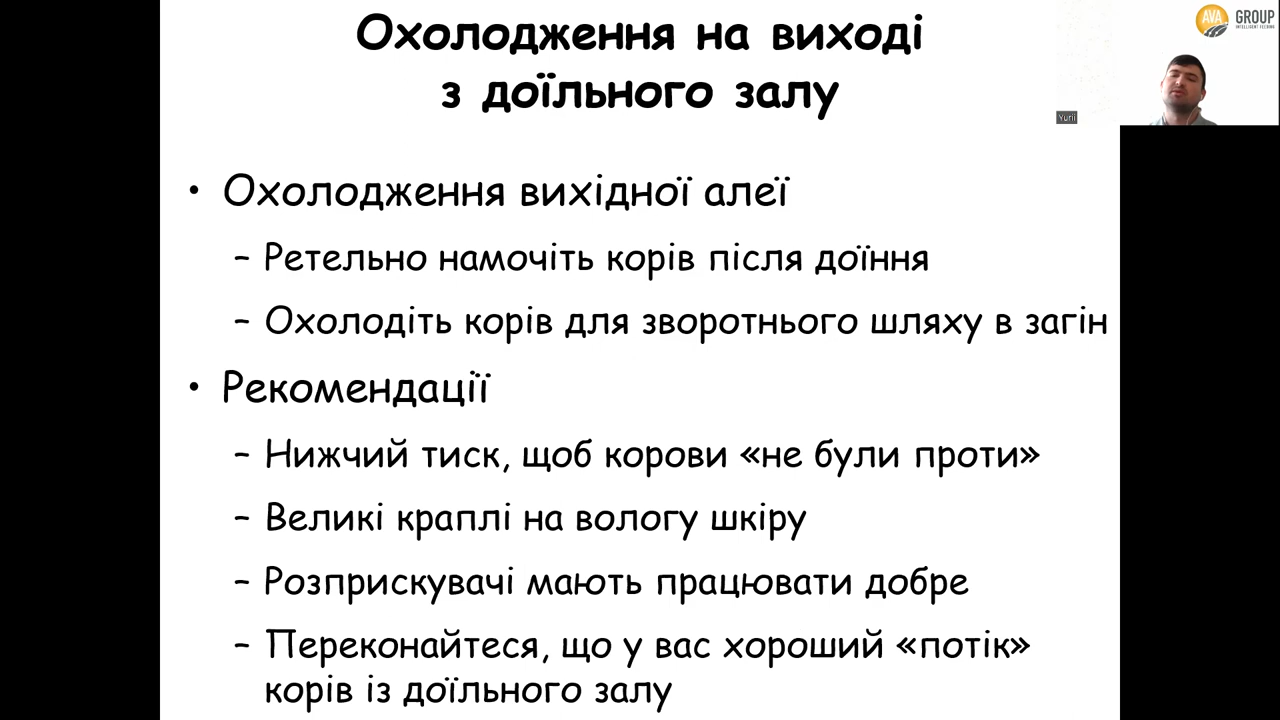 Охолодження на виході
з доїльного залу
AVA GROUP
INTELLIGENT FEEDING
Yurii
• Охолодження вихідної алеї
– Ретельно намочіть корів після доїння
– Охолодіть корів для зворотнього шляху в загін
• Рекомендації
– Нижчий тиск, щоб корови «не були проти»
– Великі краплі на вологу шкіру
– Розприскувачі мають працювати добре
– Переконайтеся, що у вас хороший «потік»
корів із доїльного залу